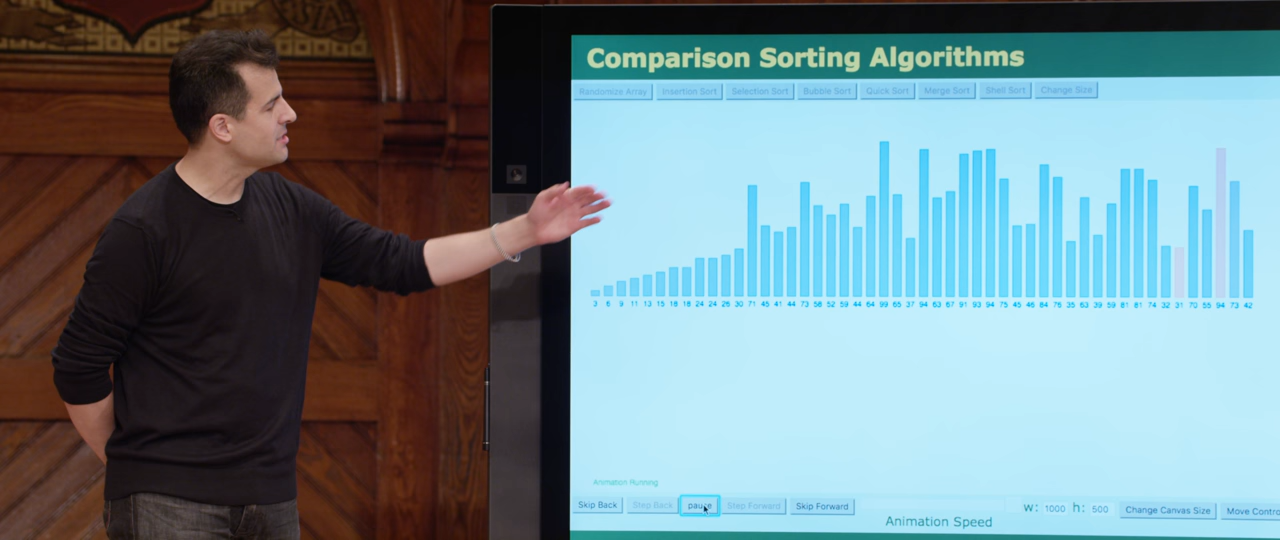 Comparison Sorting Algorithms
Randomize Array Insertion Sort Selection Sort Bubble Sort Quick Sort Merge Sort Shell Sort Change Size
3 6 9 11 13 15 18 18 24 24 26 30 71 45 41 44 73 58 52 59 44 64 99 65 37 94 63 67 91 93 94 75 45 46 84 76 35 63 39 59 81 81 74 32 31 70 55 94 73 42
Animation Running
Skip Back Step Back pause Step Forward Skip Forward w: 1000 h: 500 Change Canvas Size Move Contro
Animation Speed